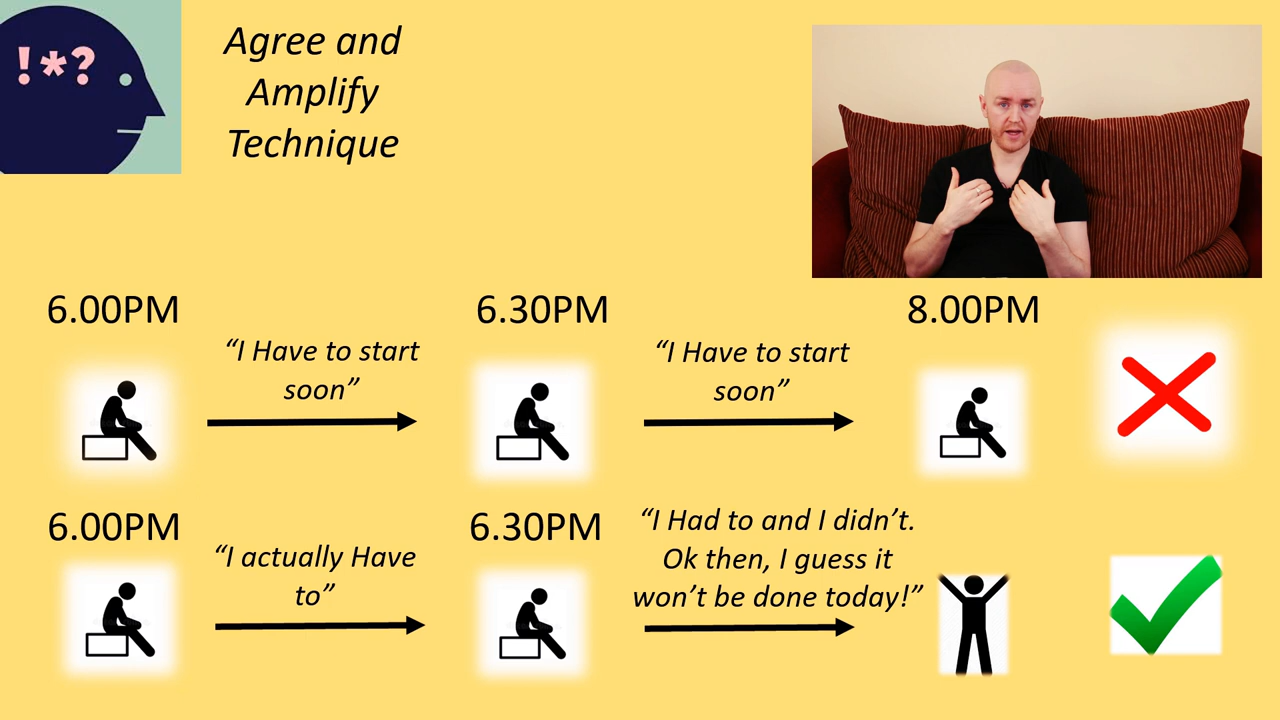 !*?
Agree and
Amplify
Technique
6.00PM
6.30PM
8.00PM
“I Have to start
soon”
“I Have to start
soon”
6.00PM
6.30PM
“I actually Have
to”
“I Had to and I didn’t.
Ok then, I guess it
won’t be done today!”